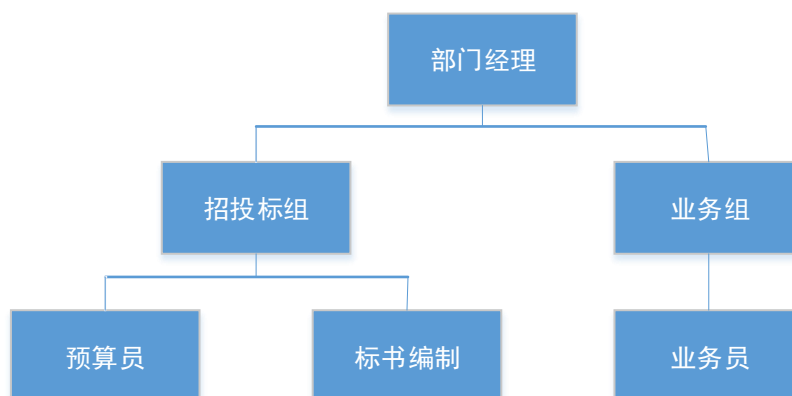 部门经理
招投标组
业务组
预算员
标书编制
业务员